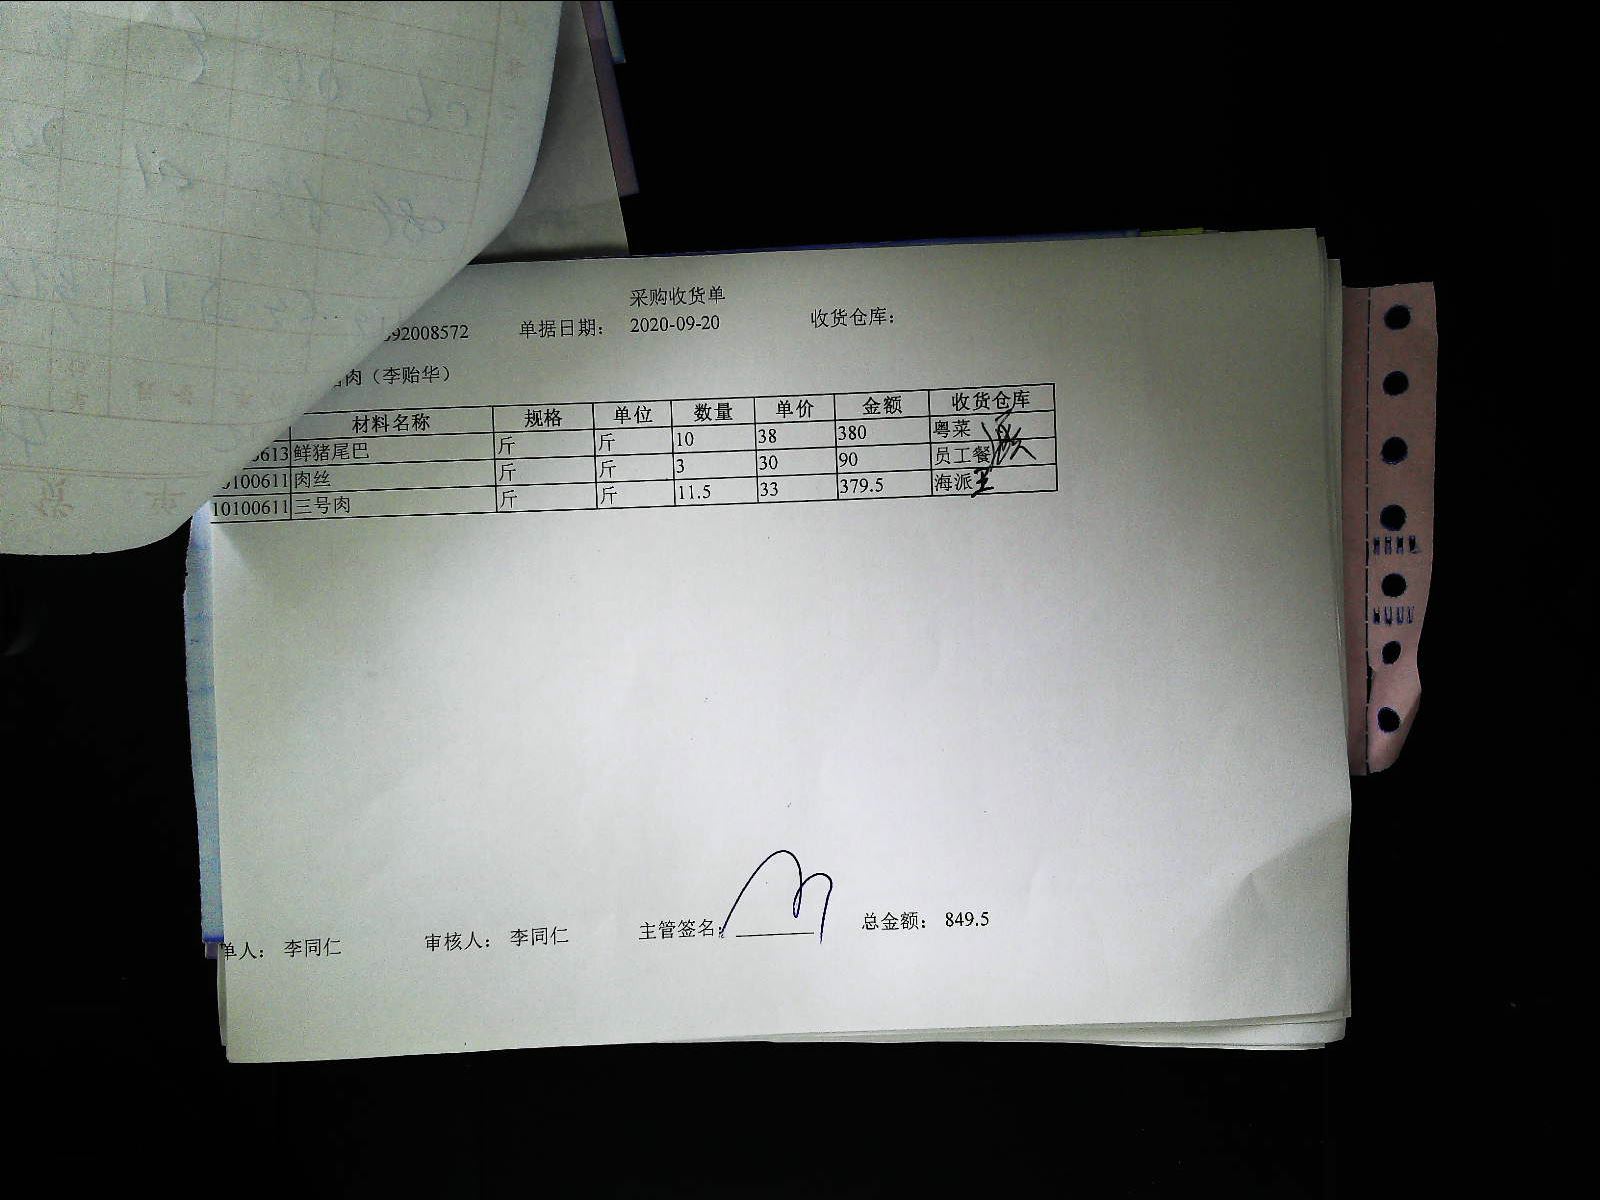 采购收货单
92008572 单据日期： 2020-09-20 收货仓库：
肉（李贻华）
材料名称 规格 单位 数量 单价 金额 收货仓库
613 鲜猪尾巴 斤 斤 10 38 380 粤菜
0100611 肉丝 斤 斤 3 30 90 员工餐
10100611 三号肉 斤 斤 11.5 33 379.5 海派
单人： 李同仁 审核人： 李同仁 主管签名： 总金额： 849.5